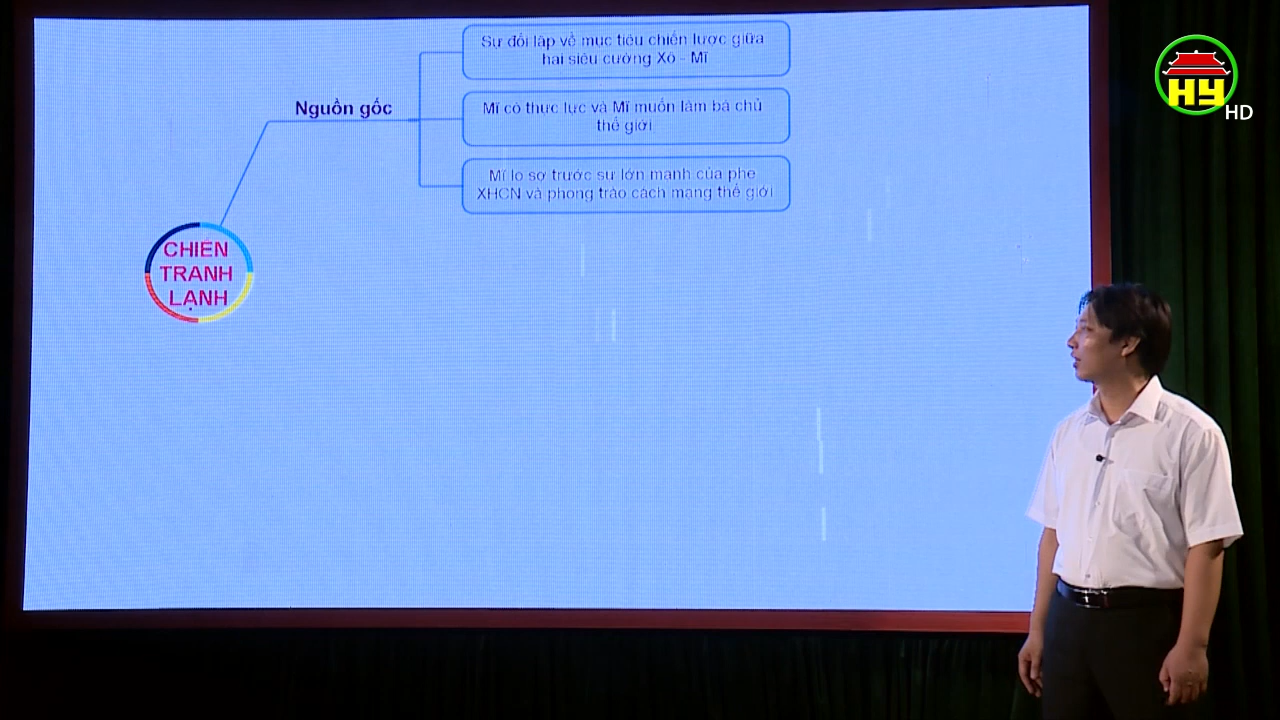 Sự đối lập về mục tiêu chiến lược giữa
hai siêu cường Xô - Mĩ
Nguồn gốc
Mĩ có thực lực và Mĩ muốn làm bá chủ
thế giới
Mĩ lo sợ trước sự lớn mạnh của phe
XHCN và phong trào cách mạng thế giới
CHIẾN
TRANH
LẠNH
HY
HD